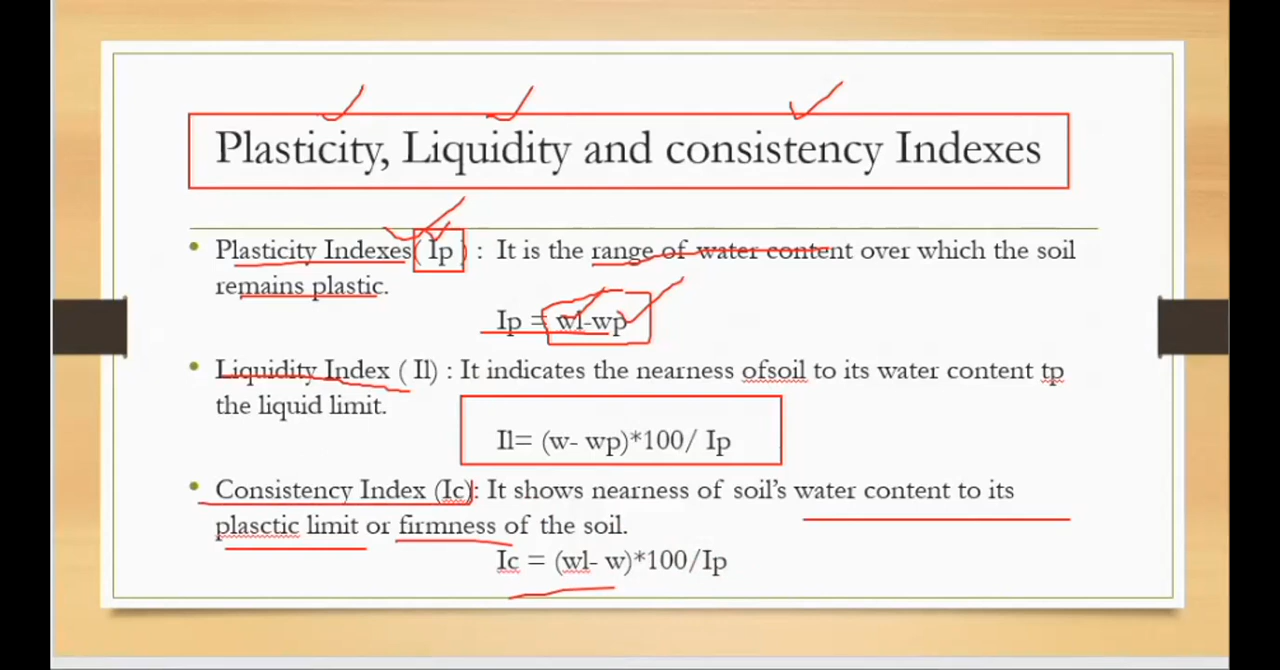 Plasticity, Liquidity and consistency Indexes
• Plasticity Indexes( Ip ) : It is the range of water content over which the soil
remains plastic.
Ip = wl-wp
• Liquidity Index ( Il) : It indicates the nearness ofsoil to its water content tp
the liquid limit.
Il= (w- wp)*100/ Ip
• Consistency Index (Ic): It shows nearness of soil's water content to its
plasctic limit or firmness of the soil.
Ic = (wl- w)*100/Ip